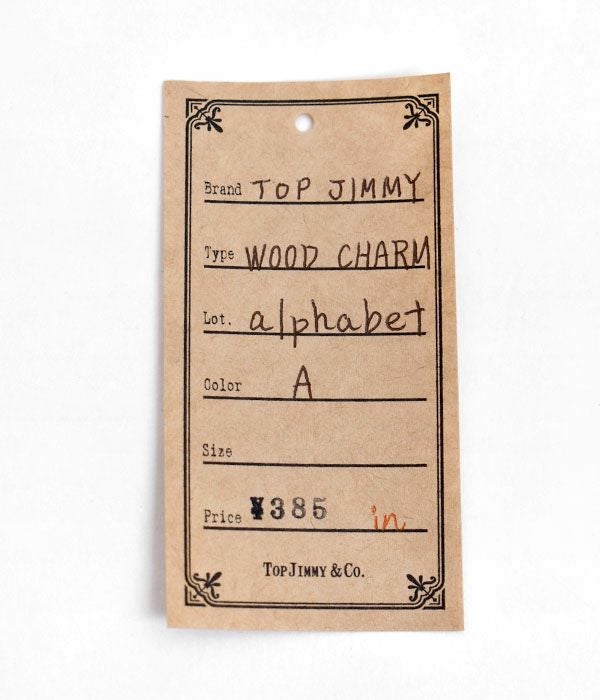 Brand TOP JIMMY
Type WOOD CHARM
Lot. alphabet
Color A
Size
Price ¥385 in
TOP JIMMY & CO.